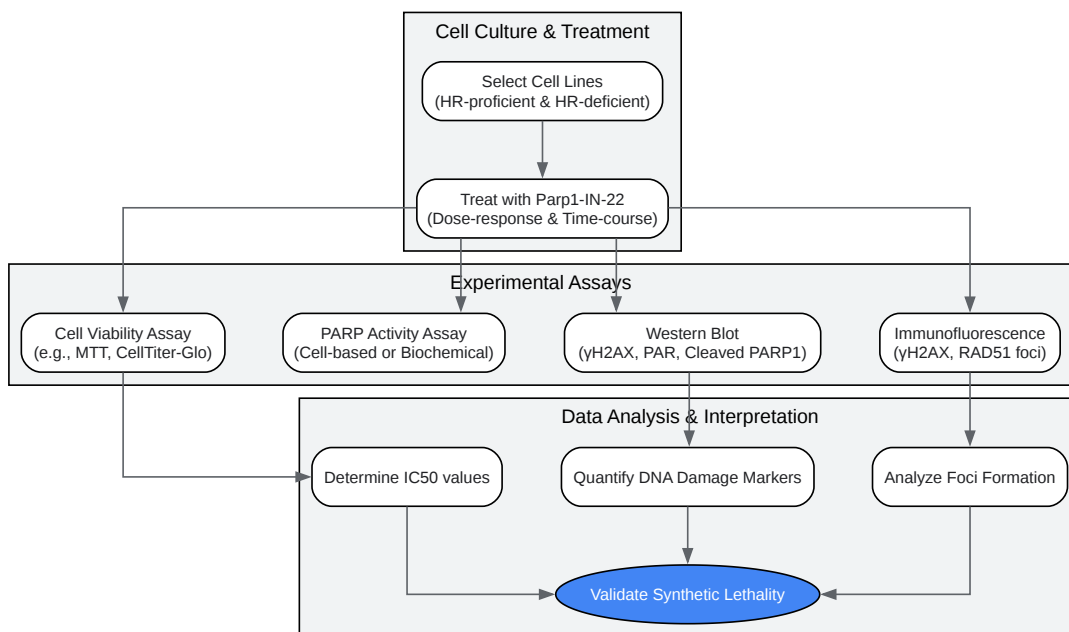 Cell Culture & Treatment
Select Cell Lines
(HR-proficient & HR-deficient)
Treat with Parp1-IN-22
(Dose-response & Time-course)
Experimental Assays
Cell Viability Assay
(e.g., MTT, CellTiter-Glo)
PARP Activity Assay
(Cell-based or Biochemical)
Western Blot
(γH2AX, PAR, Cleaved PARP1)
Immunofluorescence
(γH2AX, RAD51 foci)
Data Analysis & Interpretation
Determine IC50 values
Quantify DNA Damage Markers
Analyze Foci Formation
Validate Synthetic Lethality